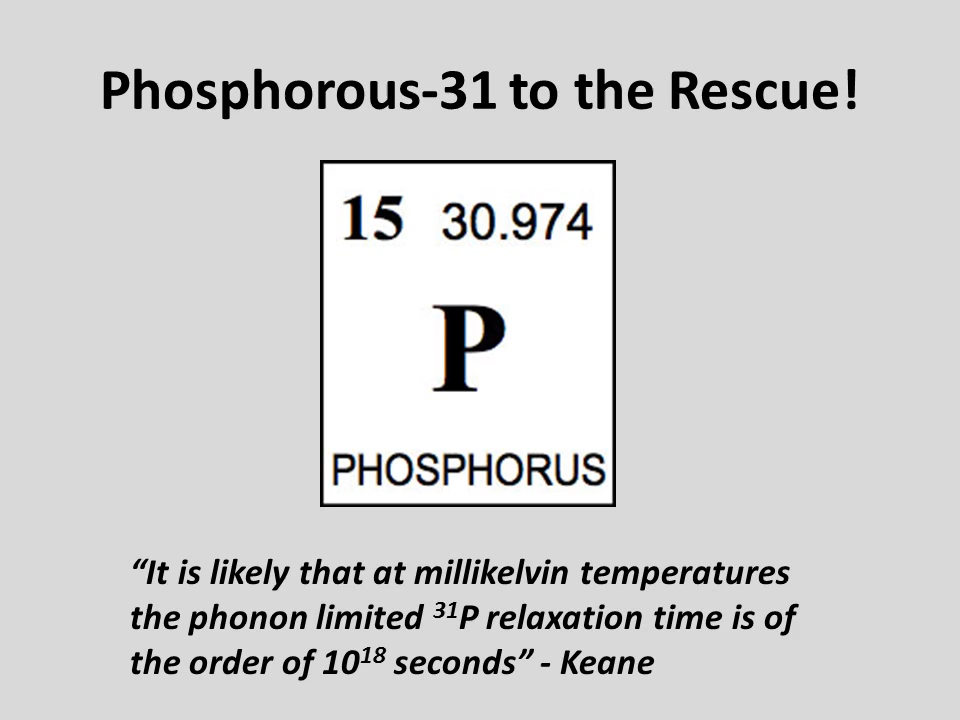 Phosphorous-31 to the Rescue!
15 30.974
P
PHOSPHORUS
“It is likely that at millikelvin temperatures
the phonon limited ³¹P relaxation time is of
the order of 10¹⁸ seconds” - Keane